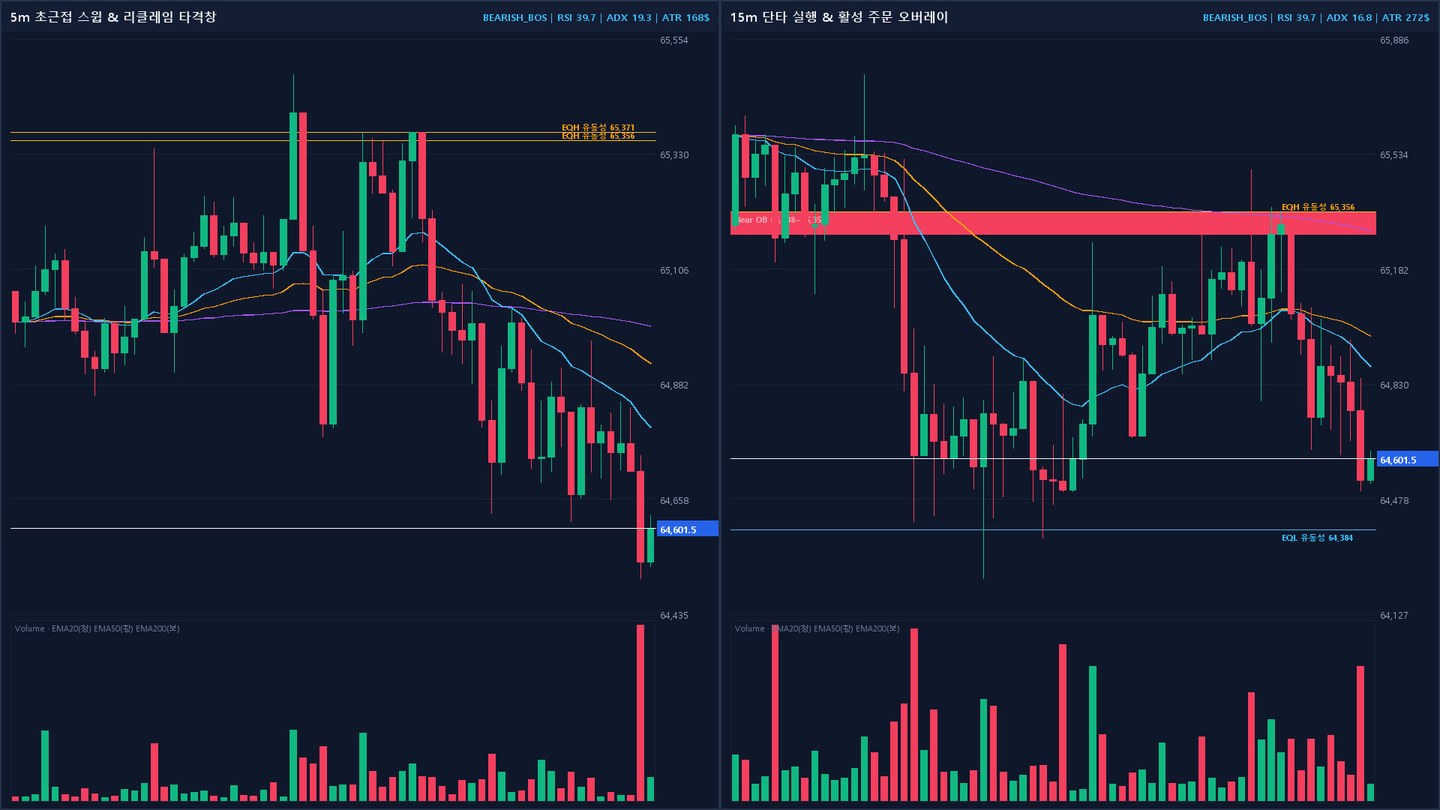 5m 초근접 스윕 & 리클레임 타격창
BEARISH_BOS | RSI 39.7 | ADX 19.3 | ATR 168$
65,554
EQH 유동성 65,371
EQH 유동성 65,356
65,330
65,106
64,882
64,658
64,601.5
64,435
Volume · EMA20(청) EMA50(황) EMA200(보)
15m 단타 실행 & 활성 주문 오버레이
BEARISH_BOS | RSI 39.7 | ADX 16.8 | ATR 272$
65,886
65,534
EQH 유동성 65,356
OB
65,182
64,830
64,601.5
64,478
EQL 유동성 64,384
64,127
Volume · EMA20(청) EMA50(황) EMA200(보)